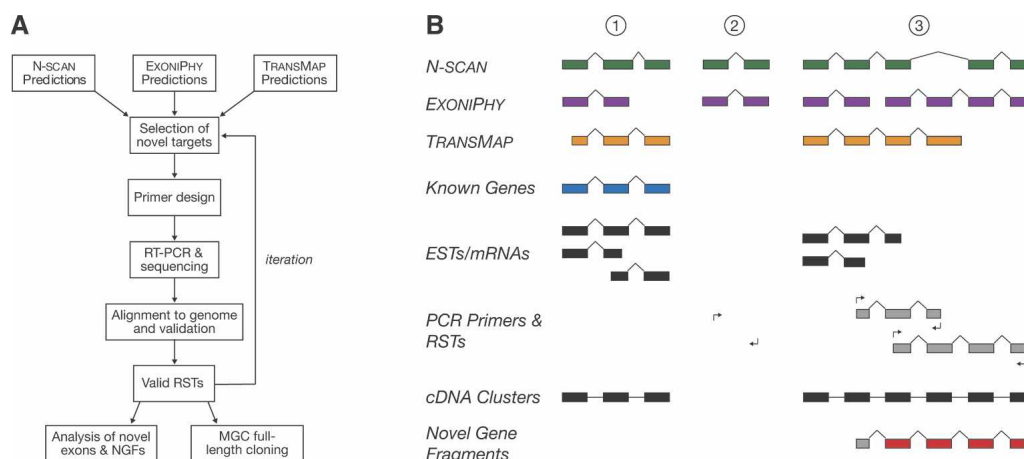 A
N-SCAN
Predictions
EXONIPHY
Predictions
TRANSMAP
Predictions
Selection of
novel targets
Primer design
RT-PCR &
sequencing
iteration
Alignment to genome
and validation
Valid RSTs
Analysis of novel
exons & NGFs
MGC full-
length cloning
B
1 2 3
N-SCAN
EXONIPHY
TRANSMAP
Known Genes
ESTs/mRNAs
PCR Primers &
RSTs
cDNA Clusters
Novel Gene
Fragments